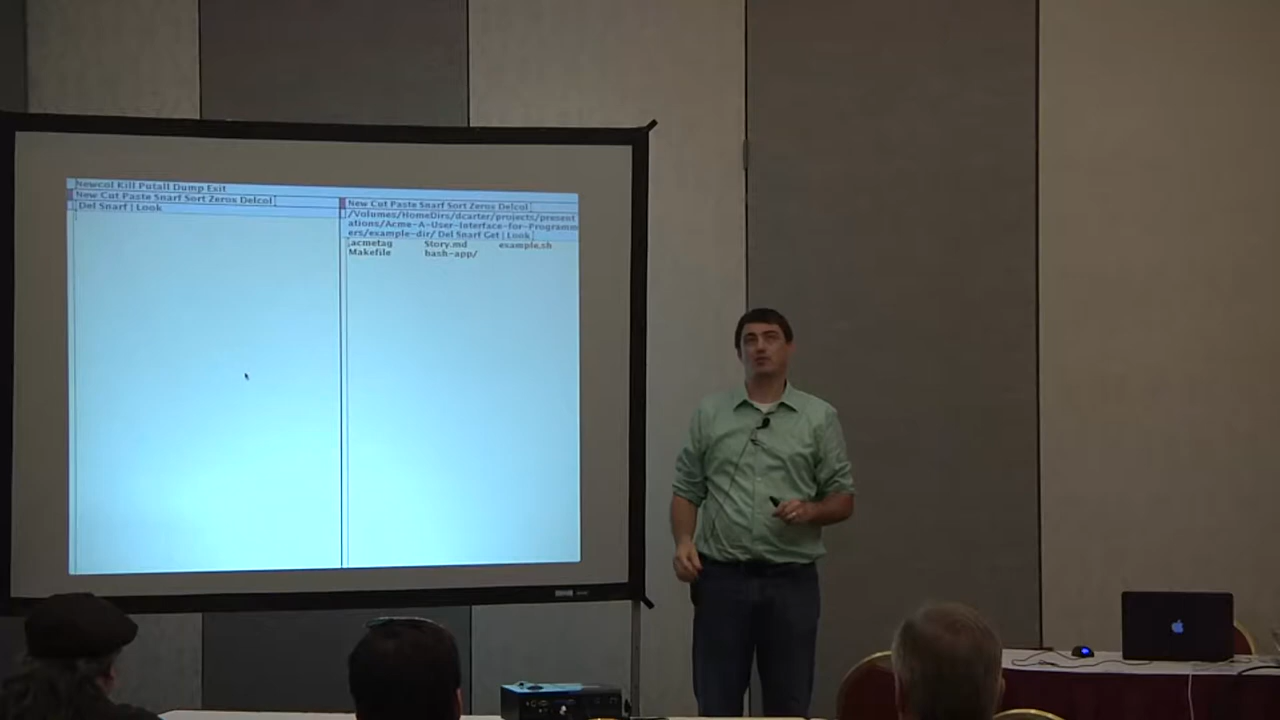 Newcol Kill Putall Dump Exit
New Cut Paste Snarf Sort Zerox Delcol
Del Snarf | Look
New Cut Paste Snarf Sort Zerox Delcol
/Volumes/HomeDirs/dcarter/projects/present
ations/Acme-A-User-Interface-for-Programm
ers/example-dir/ Del Snarf Get | Look
.acmetag Story.md example.sh
Makefile bash-app/